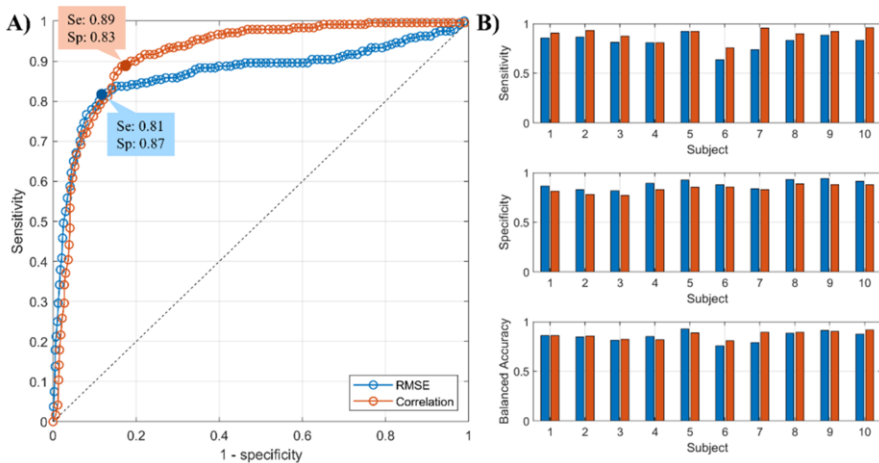 A)
Se: 0.89
Sp: 0.83
Se: 0.81
Sp: 0.87
Sensitivity
1
0.9
0.8
0.7
0.6
0.5
0.4
0.3
0.2
0.1
0
0 0.2 0.4 0.6 0.8 1
1 - specificity
RMSE
Correlation
B)
Sensitivity
1
0.5
0
1 2 3 4 5 6 7 8 9 10
Subject
Specificity
1
0.5
0
1 2 3 4 5 6 7 8 9 10
Subject
Balanced Accuracy
1
0.5
0
1 2 3 4 5 6 7 8 9 10
Subject